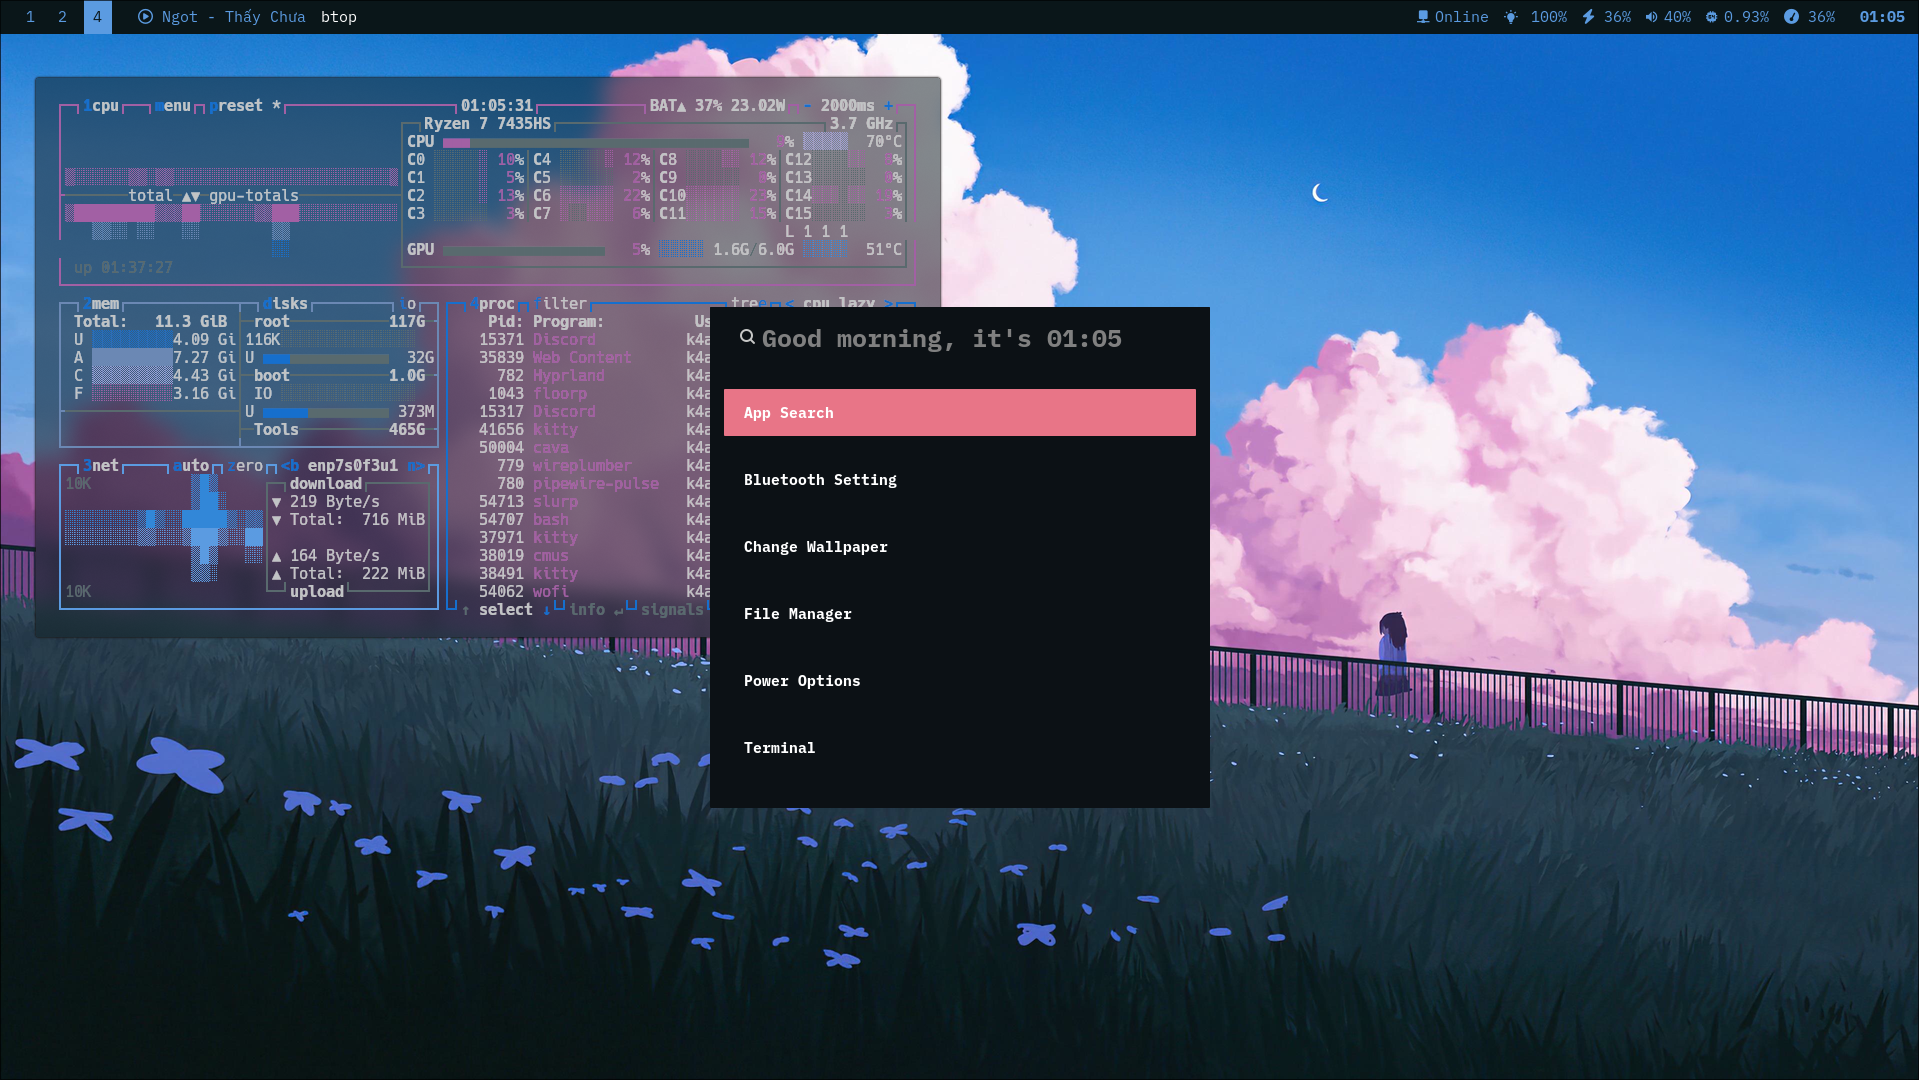 1 2 4 Ngot - Thấy Chưa btop Online 100% 36% 40% 0.93% 36% 01:05
1cpu menu preset * 01:05:31 BAT▲ 37% 23.02W - 2000ms +
Ryzen 7 7435HS 3.7 GHz
CPU % 70°C
C0 10% C4 12% C8 12% C12 %
C1 5% C5 2% C9 % C13 %
total ▲▼ gpu-totals
C2 13% C6 22% C10 23% C14 %
C3 3% C7 6% C11 15% C15 %
L 1 1 1
GPU 5% 1.6G/6.0G 51°C
up 01:37:27
2mem disks io
Total: 11.3 GiB root 117G
U 4.09 Gi 116K
A 7.27 Gi U 32G
C 4.43 Gi boot 1.0G
F 3.16 Gi IO
U 373M
Tools 465G
3net auto zero <b enp7s0f3u1 n>
10K download
▼ 219 Byte/s
▼ Total: 716 MiB
▲ 164 Byte/s
▲ Total: 222 MiB
10K upload
4proc filter tree < cpu lazy >
Pid: Program: Us
15371 Discord k4a
35839 Web Content k4a
782 Hyprland k4a
1043 floorp k4a
15317 Discord k4a
41656 kitty k4a
50004 cava k4a
779 wireplumber k4a
780 pipewire-pulse k4a
54713 slurp k4a
54707 bash k4a
37971 kitty k4a
38019 cmus k4a
38491 kitty k4a
54062 wofi k4a
↑ select ↓ info ↵ signals
Good morning, it's 01:05
App Search
Bluetooth Setting
Change Wallpaper
File Manager
Power Options
Terminal